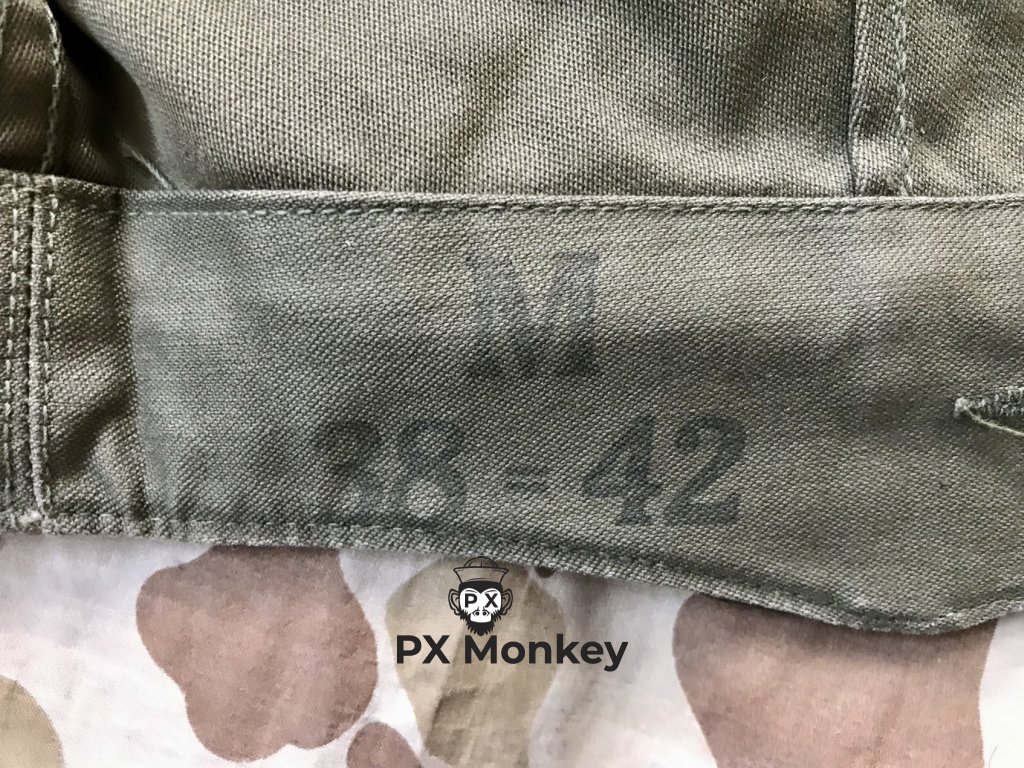 M
38 = 42
PX
PX Monkey